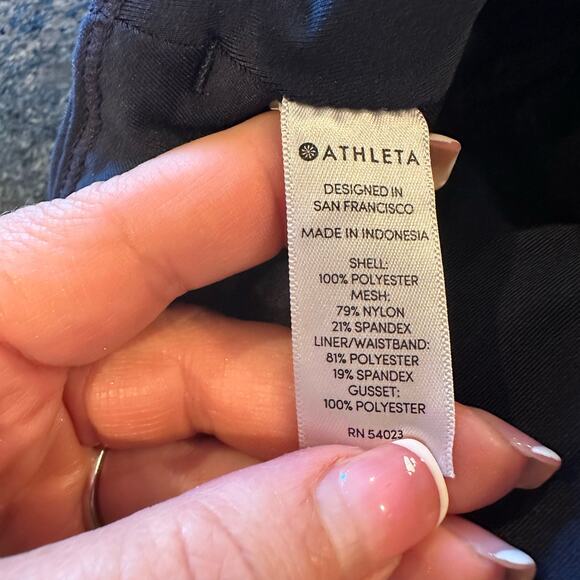 ATHLETA
DESIGNED IN
SAN FRANCISCO
MADE IN INDONESIA
SHELL:
100% POLYESTER
MESH:
79% NYLON
21% SPANDEX
LINER/WAISTBAND:
81% POLYESTER
19% SPANDEX
GUSSET:
100% POLYESTER
RN 54023